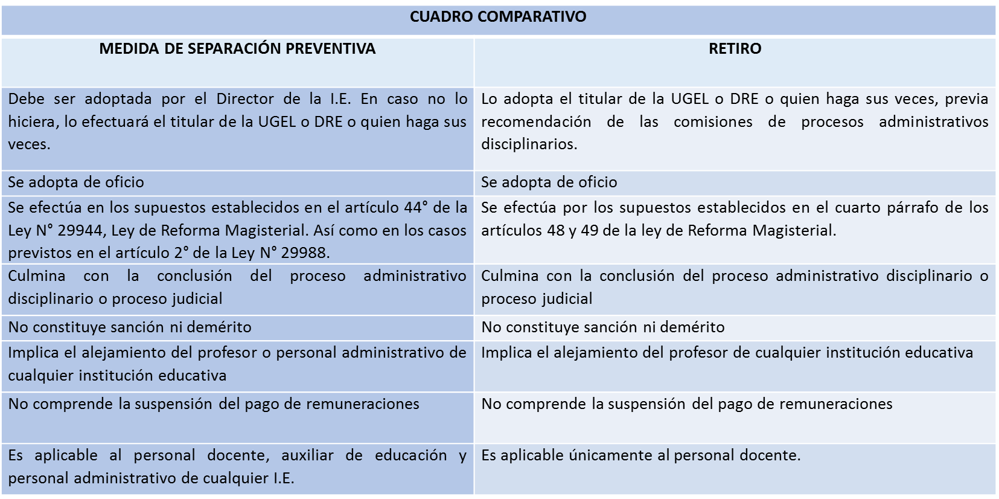 CUADRO COMPARATIVO
MEDIDA DE SEPARACIÓN PREVENTIVA
RETIRO
Debe ser adoptada por el Director de la I.E. En caso no lo
hiciera, lo efectuará el titular de la UGEL o DRE o quien haga sus
veces.
Lo adopta el titular de la UGEL o DRE o quien haga sus veces, previa
recomendación de las comisiones de procesos administrativos
disciplinarios.
Se adopta de oficio
Se adopta de oficio
Se efectúa en los supuestos establecidos en el artículo 44° de la
Ley N° 29944, Ley de Reforma Magisterial. Así como en los casos
previstos en el artículo 2° de la Ley N° 29988.
Se efectúa por los supuestos establecidos en el cuarto párrafo de los
artículos 48 y 49 de la ley de Reforma Magisterial.
Culmina con la conclusión del proceso administrativo
disciplinario o proceso judicial
Culmina con la conclusión del proceso administrativo disciplinario o
proceso judicial
No constituye sanción ni demérito
No constituye sanción ni demérito
Implica el alejamiento del profesor o personal administrativo de
cualquier institución educativa
Implica el alejamiento del profesor de cualquier institución educativa
No comprende la suspensión del pago de remuneraciones
No comprende la suspensión del pago de remuneraciones
Es aplicable al personal docente, auxiliar de educación y
personal administrativo de cualquier I.E.
Es aplicable únicamente al personal docente.